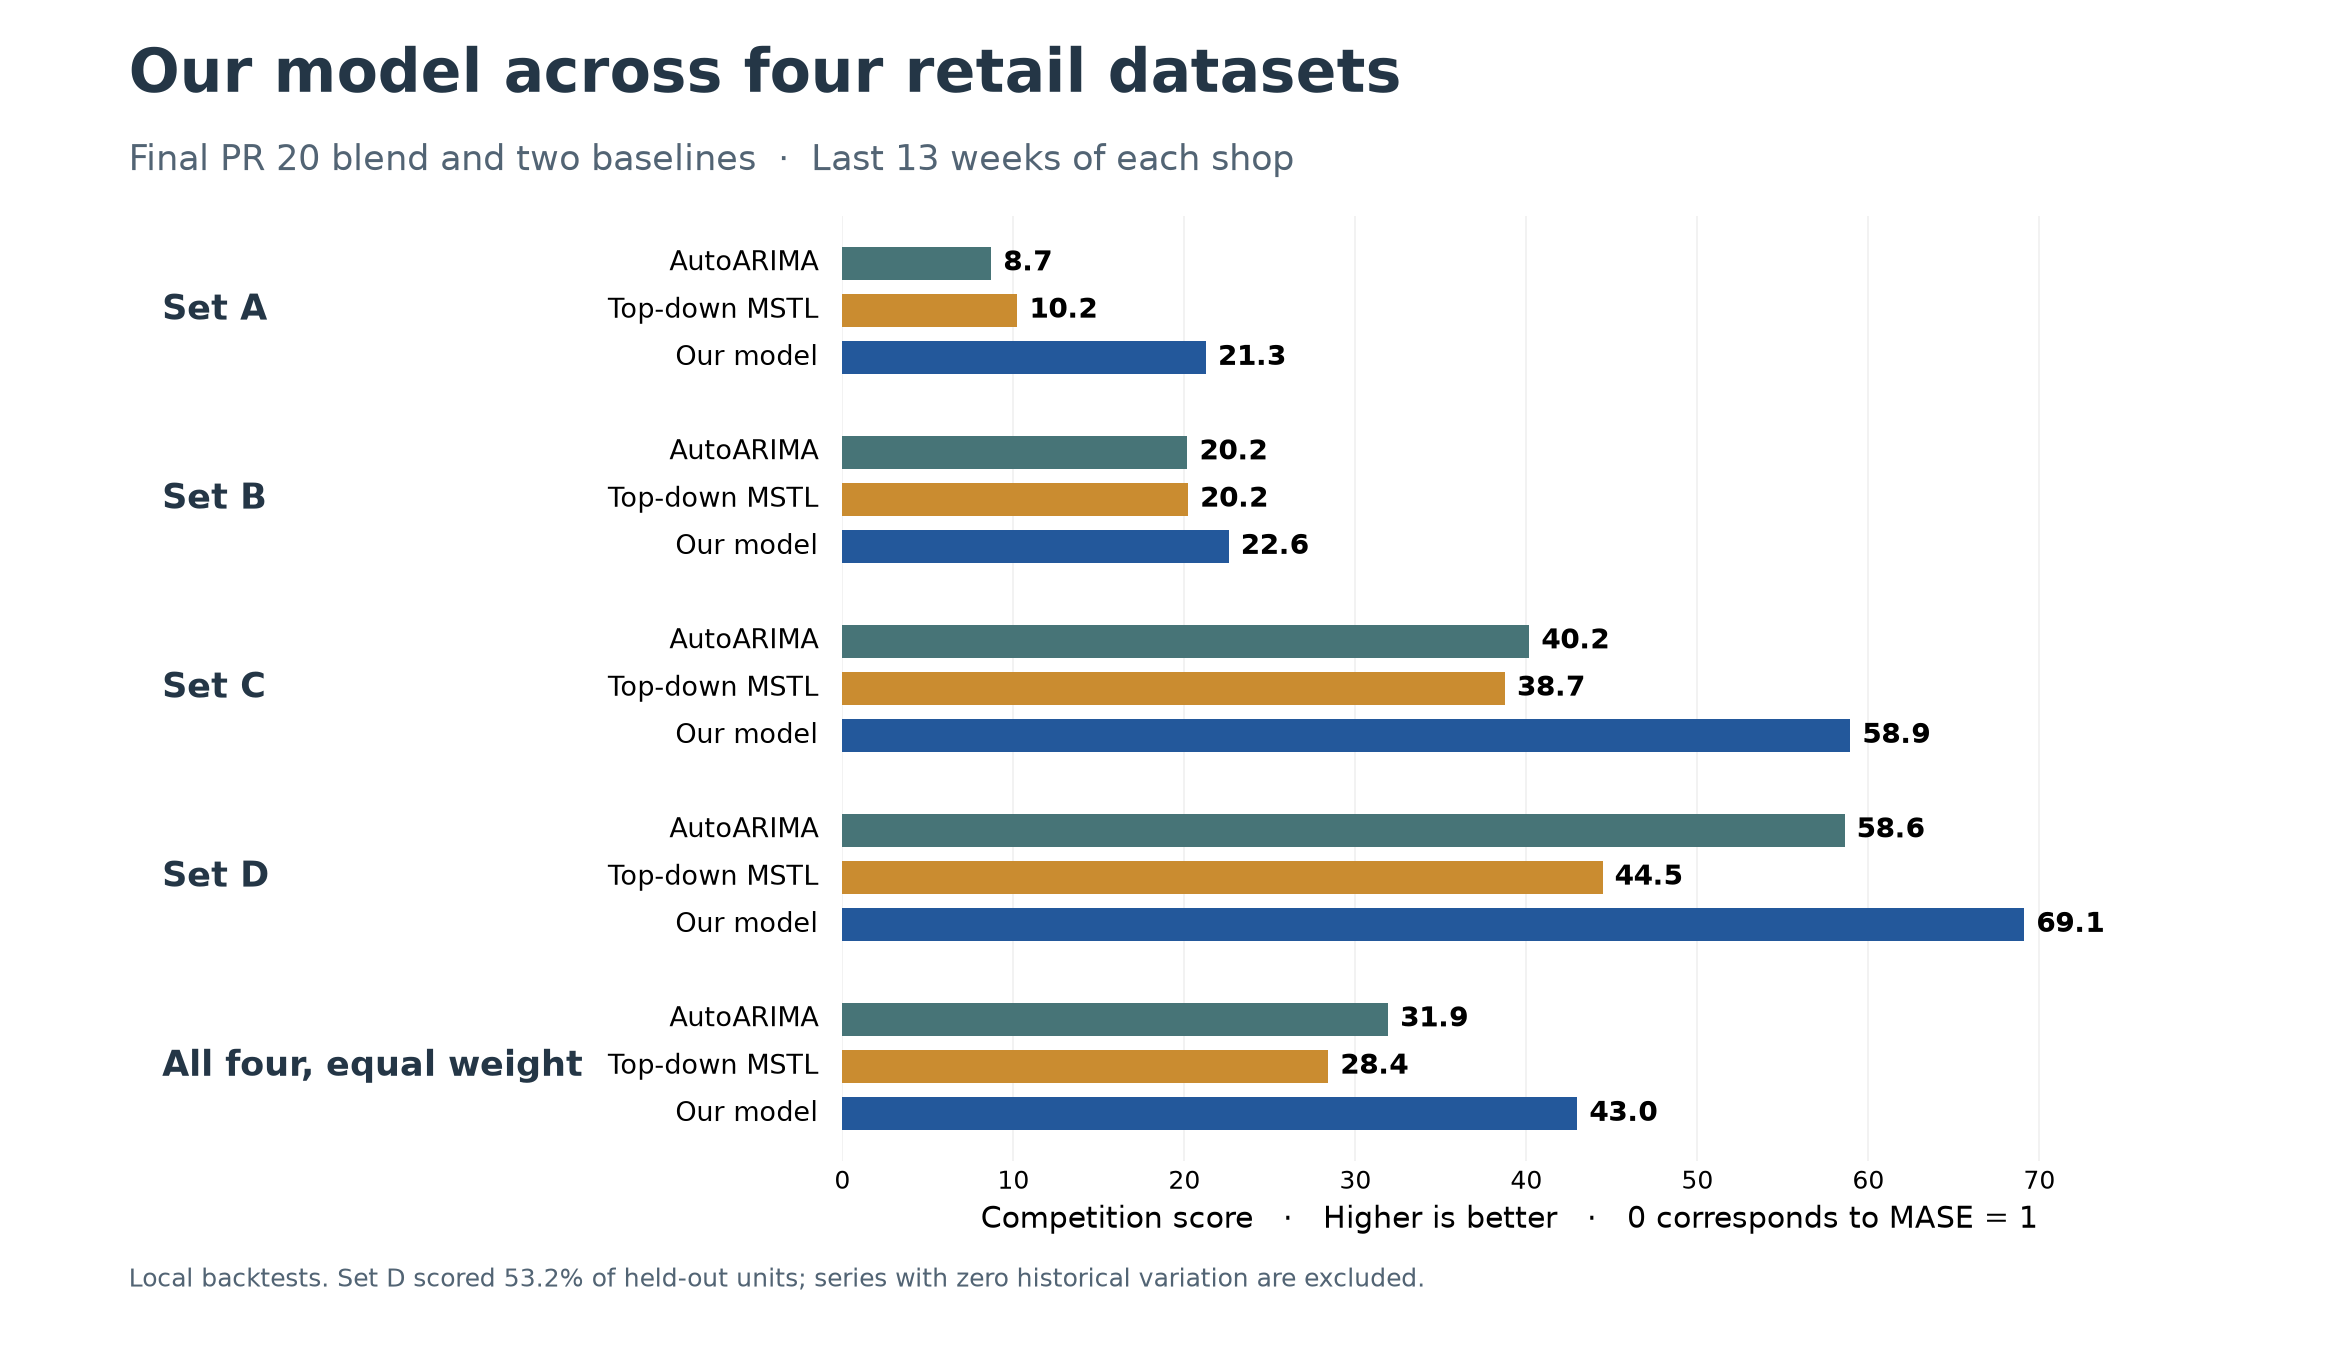 Our model across four retail datasets
Final PR 20 blend and two baselines · Last 13 weeks of each shop
Set A
AutoARIMA 8.7
Top-down MSTL 10.2
Our model 21.3
Set B
AutoARIMA 20.2
Top-down MSTL 20.2
Our model 22.6
Set C
AutoARIMA 40.2
Top-down MSTL 38.7
Our model 58.9
Set D
AutoARIMA 58.6
Top-down MSTL 44.5
Our model 69.1
All four, equal weight
AutoARIMA 31.9
Top-down MSTL 28.4
Our model 43.0
0 10 20 30 40 50 60 70
Competition score · Higher is better · 0 corresponds to MASE = 1
Local backtests. Set D scored 53.2% of held-out units; series with zero historical variation are excluded.